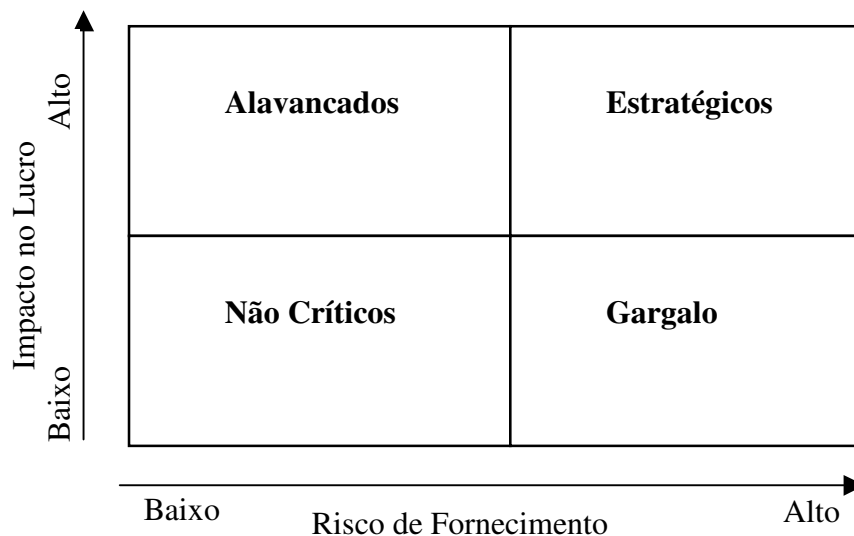 Alto
Impacto no Lucro
Baixo
Alavancados
Estratégicos
Não Críticos
Gargalo
Baixo
Risco de Fornecimento
Alto